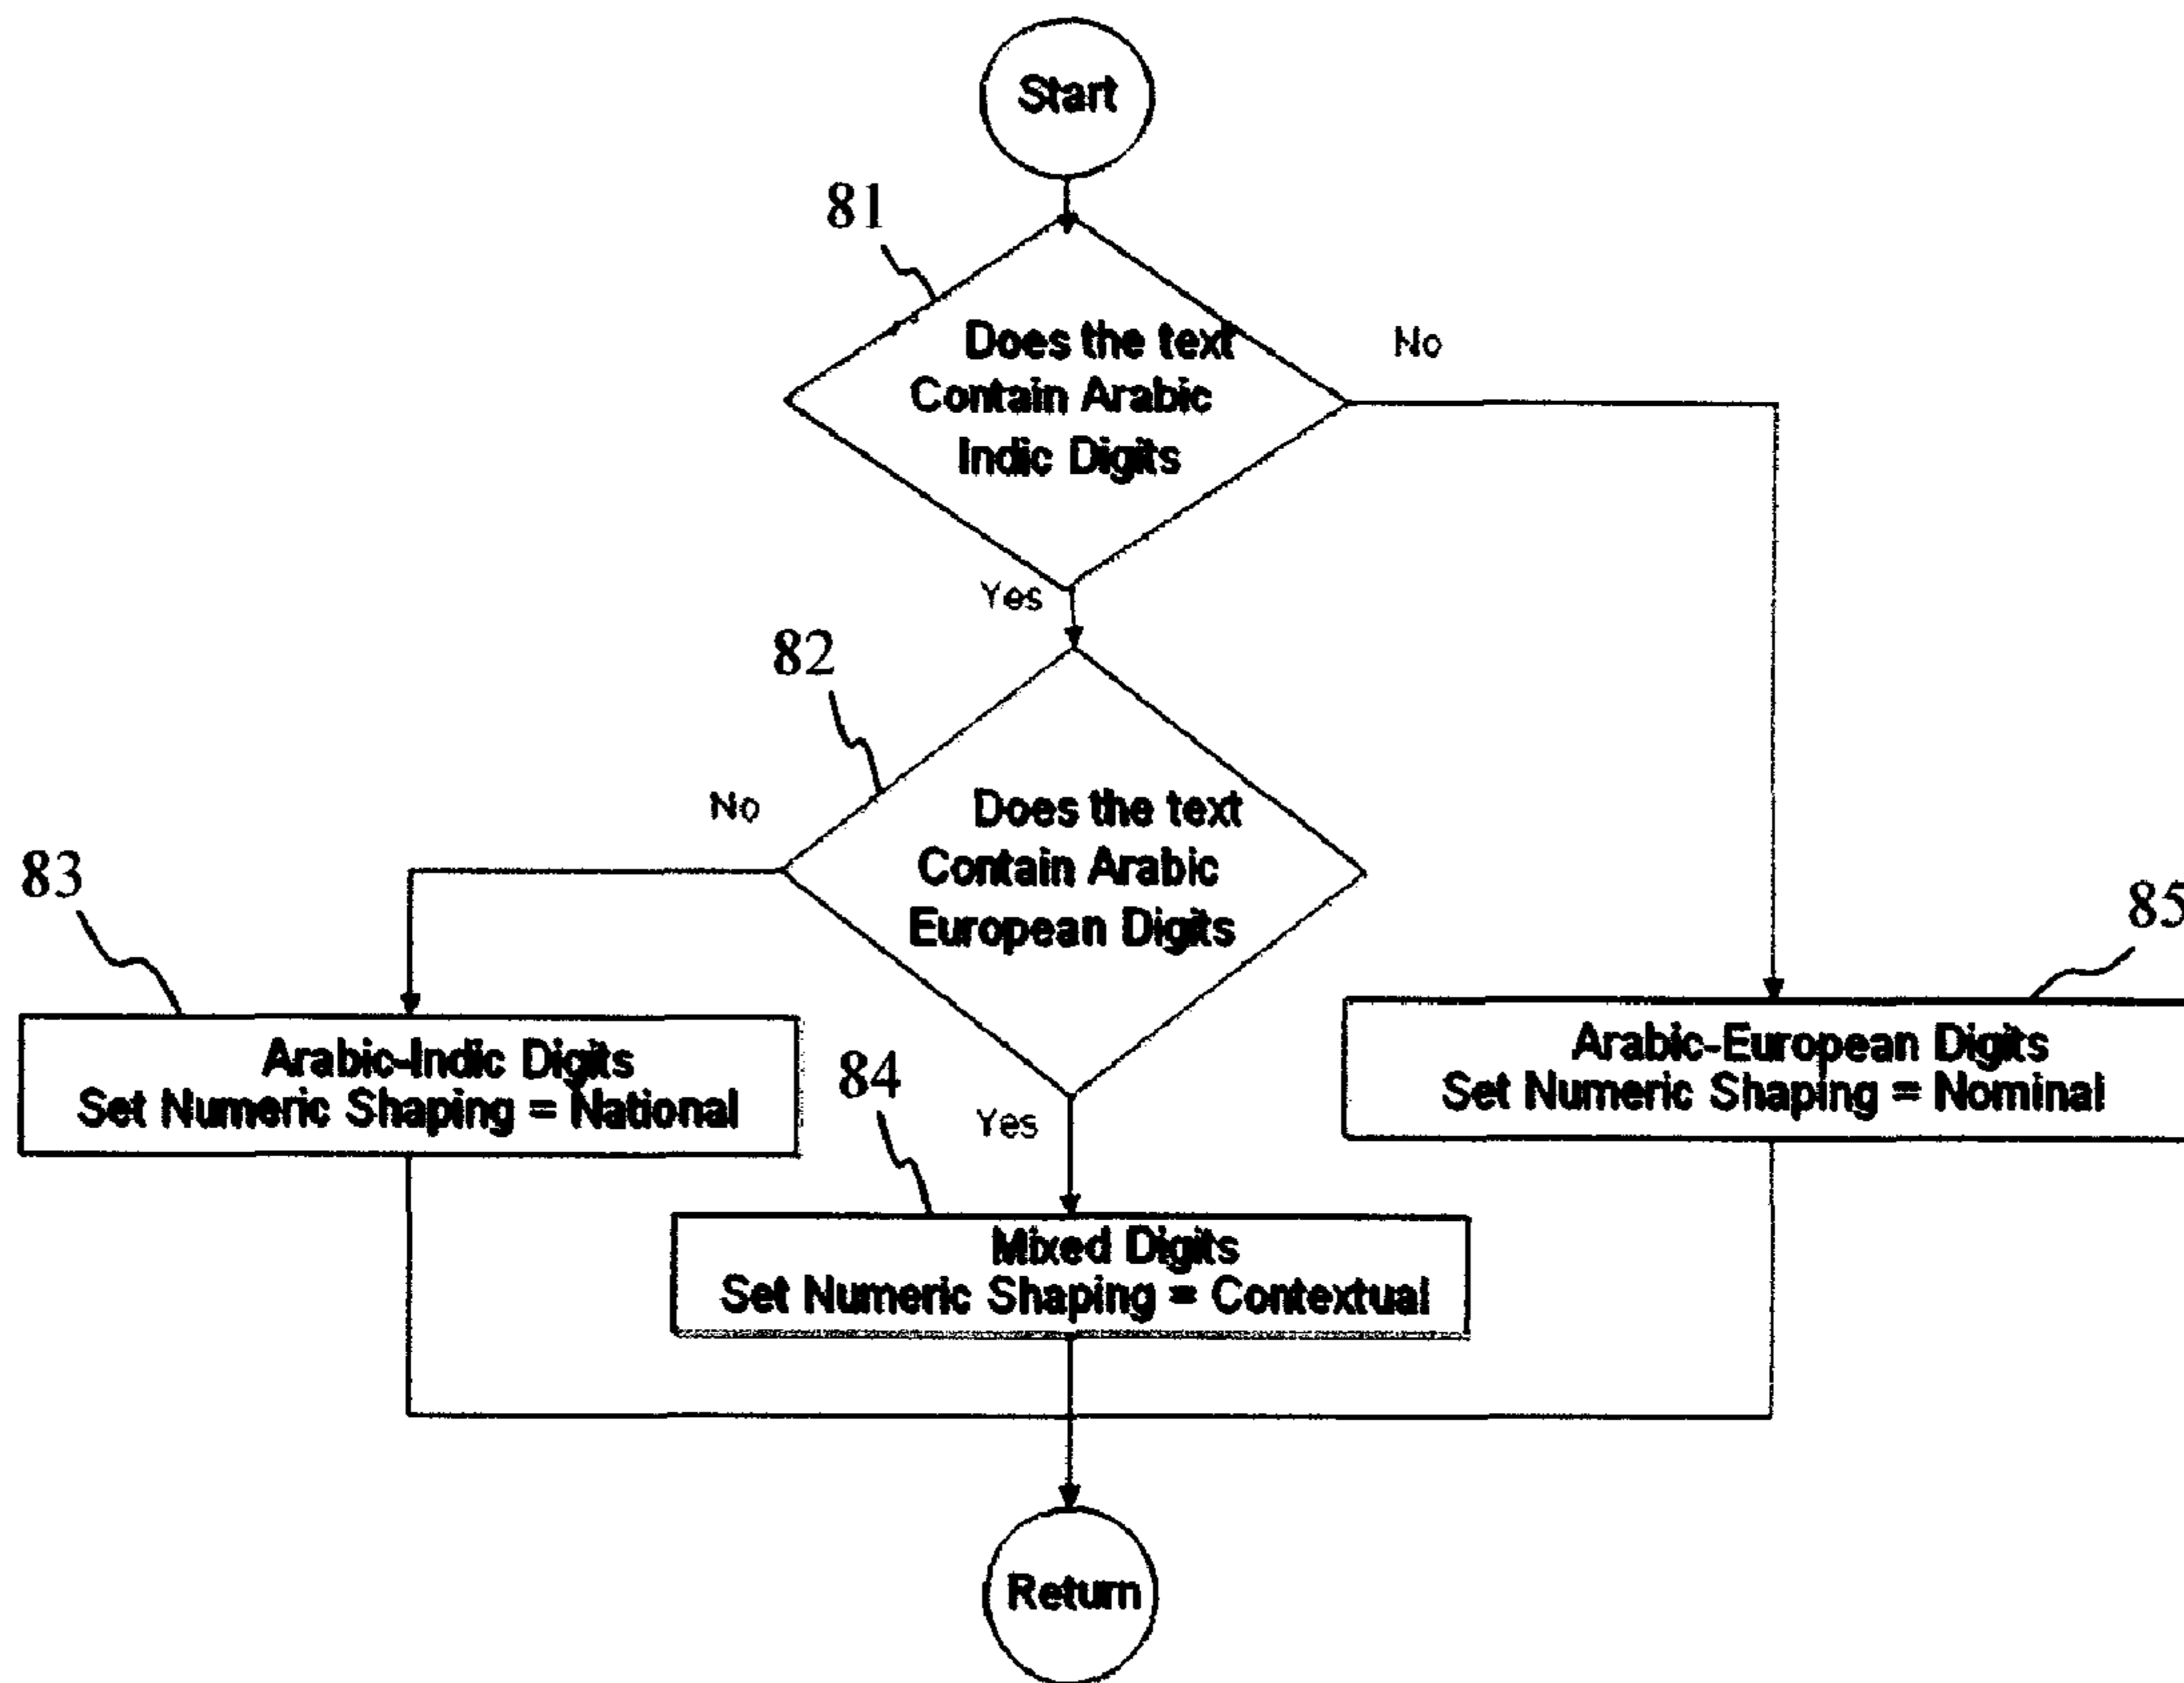 Start
81
Does the text
Contain Arabic
Indic Digits
No
Yes
82
Does the text
Contain Arabic
European Digits
No
83
Arabic-Indic Digits
Set Numeric Shaping = National
Yes
84
Mixed Digits
Set Numeric Shaping = Contextual
85
Arabic-European Digits
Set Numeric Shaping = Nominal
Return